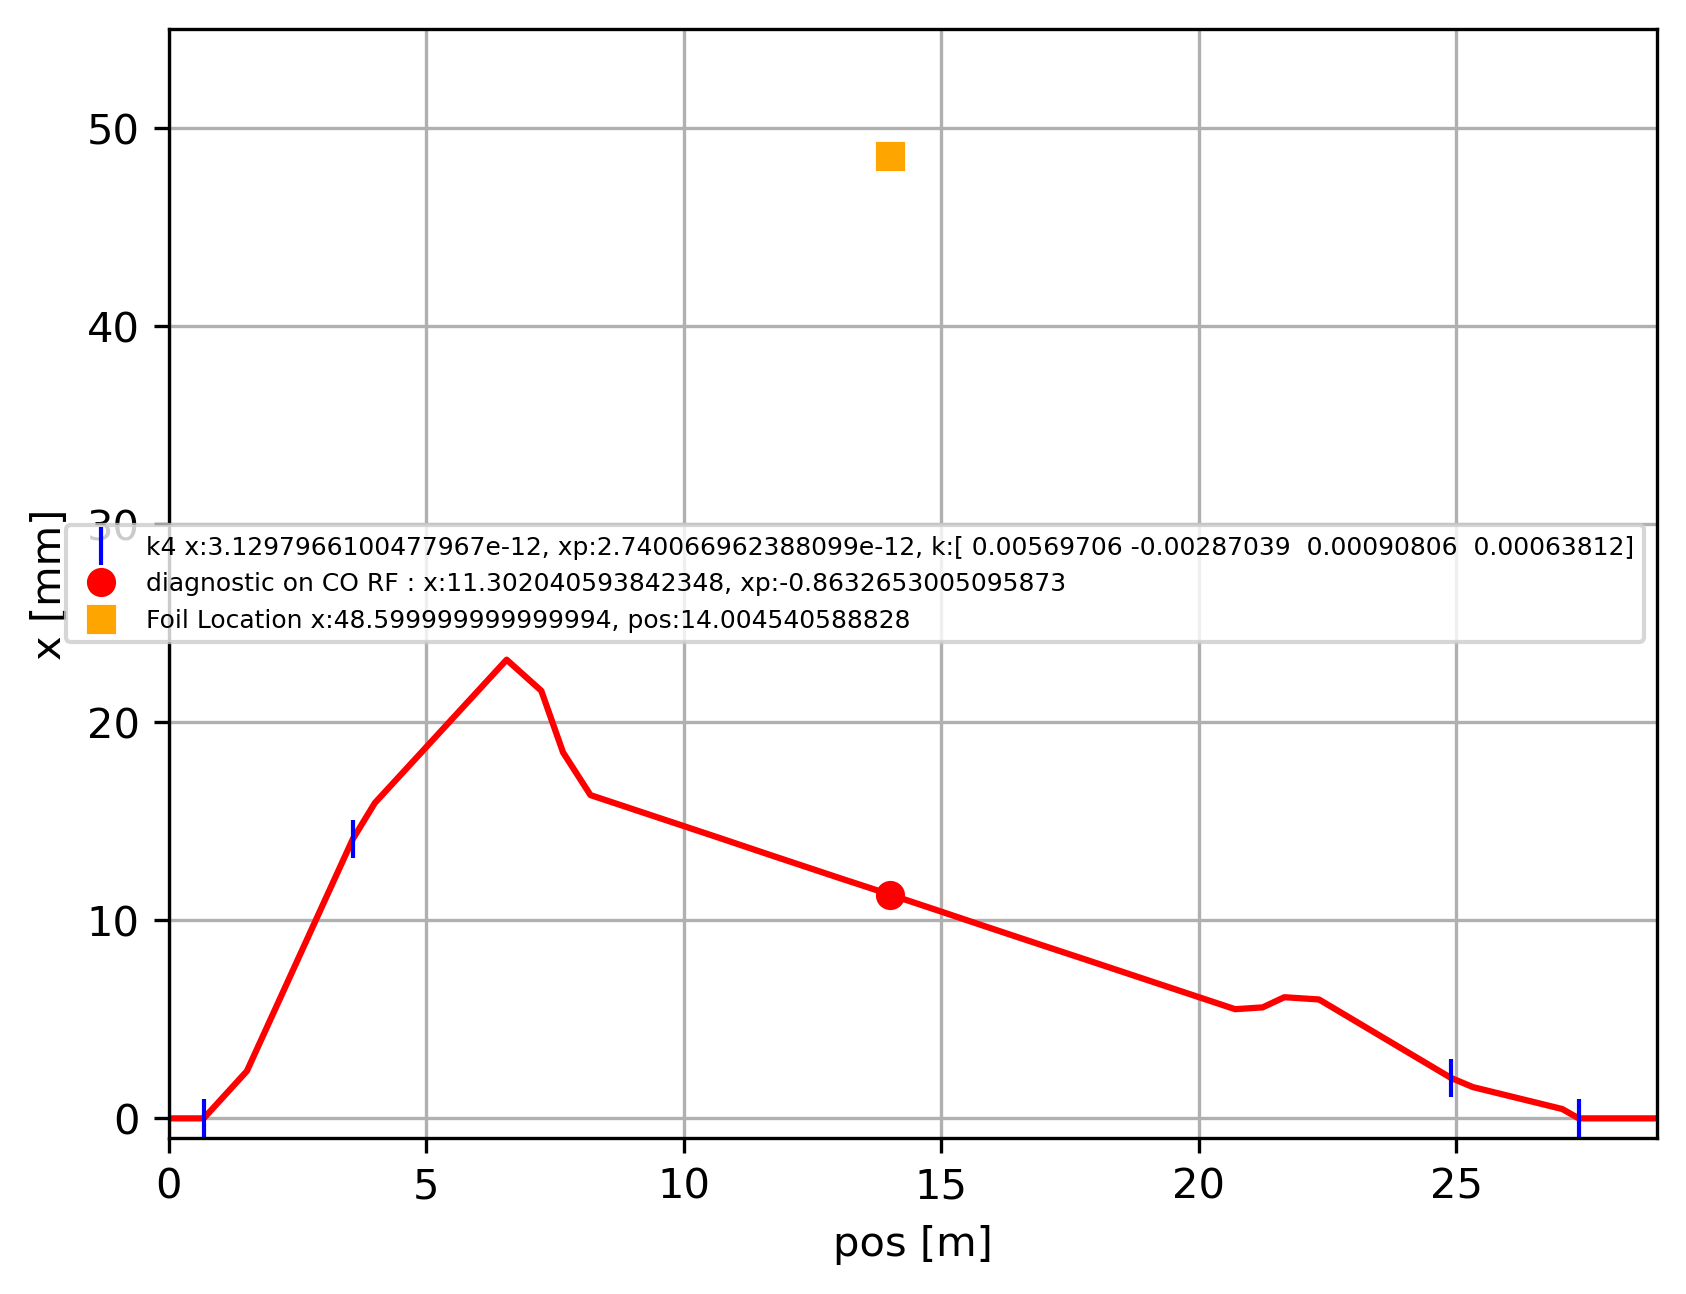 50
40
30
x [mm]
k4 x:3.1297966100477967e-12, xp:2.740066962388099e-12, k:[ 0.00569706 -0.00287039  0.00090806  0.00063812]
diagnostic on CO RF : x:11.302040593842348, xp:-0.8632653005095873
Foil Location x:48.599999999999994, pos:14.004540588828
20
10
0
0 5 10 15 20 25
pos [m]